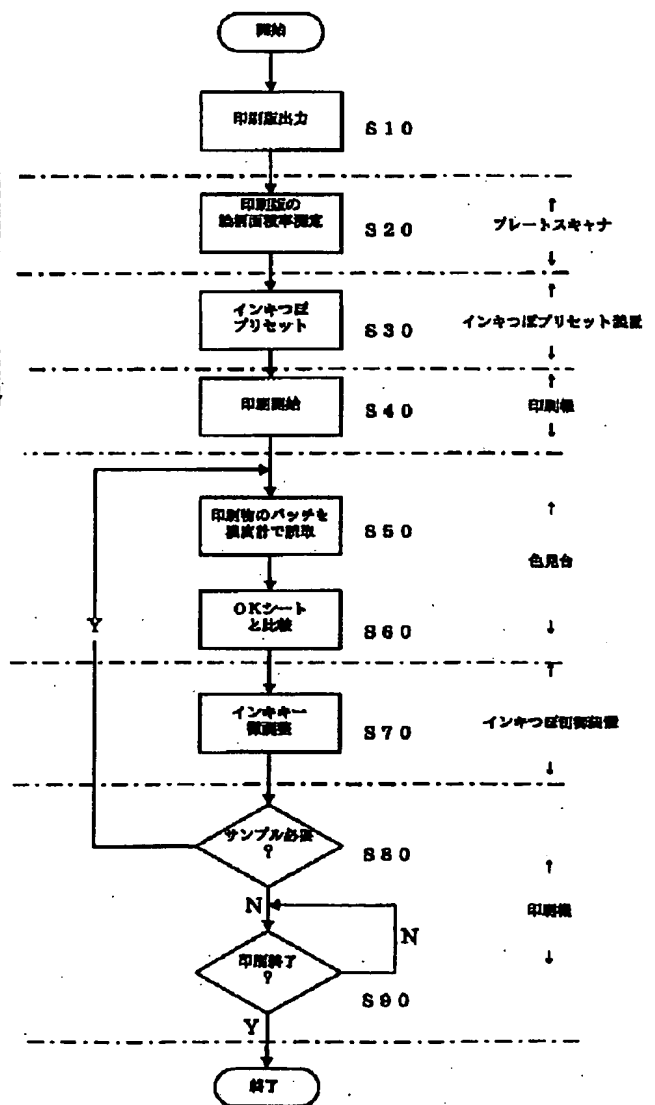 開始
印刷版出力
S10
印刷版の
絵柄面積率測定
S20
↑
プレートスキャナ
↓
インキつぼ
プリセット
S30
↑
インキつぼプリセット装置
↓
印刷開始
S40
↑
印刷機
↓
印刷物のパッチを
濃度計で読取
S50
↑
色見台
OKシート
と比較
S60
↓
Y
インキキー
微調整
S70
↑
インキつぼ制御装置
↓
サンプル必要
?
S80
N
↑
印刷機
↓
N
印刷終了
?
S90
Y
終了